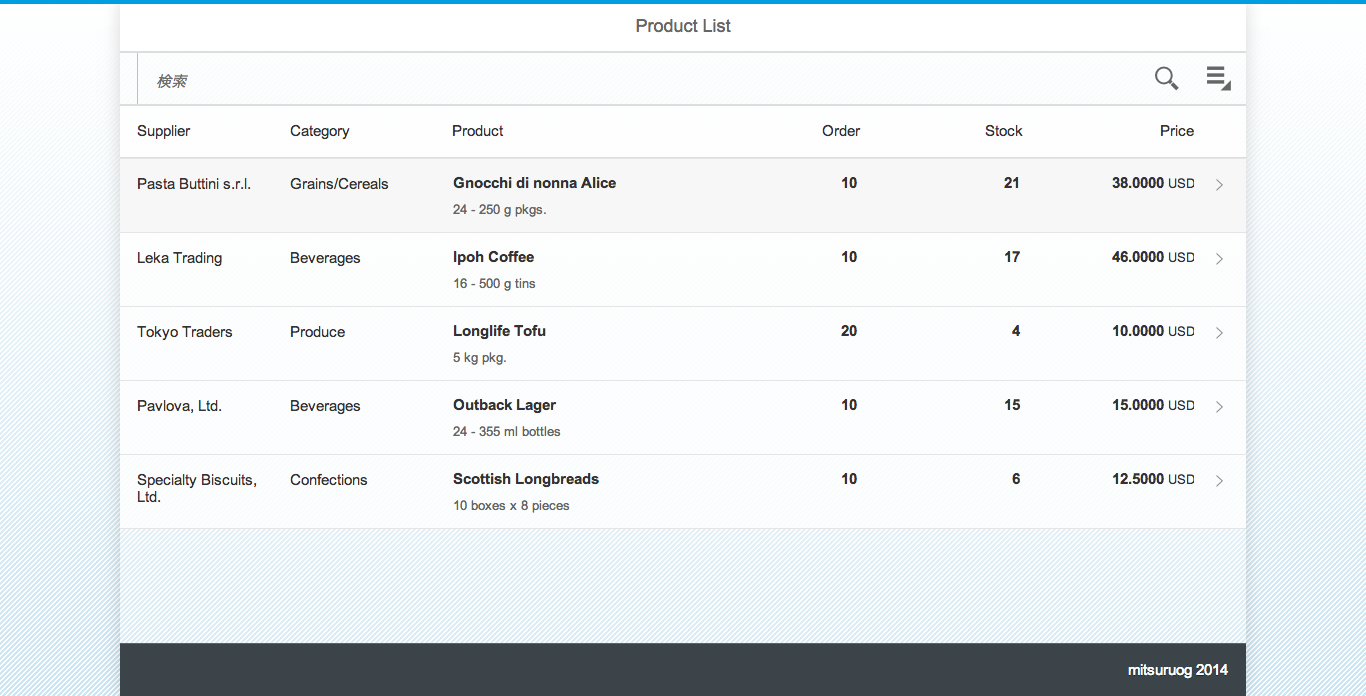 Product List
検索
Supplier Category Product Order Stock Price
Pasta Buttini s.r.l. Grains/Cereals Gnocchi di nonna Alice 10 21 38.0000 USD
24 - 250 g pkgs.
Leka Trading Beverages Ipoh Coffee 10 17 46.0000 USD
16 - 500 g tins
Tokyo Traders Produce Longlife Tofu 20 4 10.0000 USD
5 kg pkg.
Pavlova, Ltd. Beverages Outback Lager 10 15 15.0000 USD
24 - 355 ml bottles
Specialty Biscuits, Confections Scottish Longbreads 10 6 12.5000 USD
Ltd.
10 boxes x 8 pieces
mitsuruog 2014